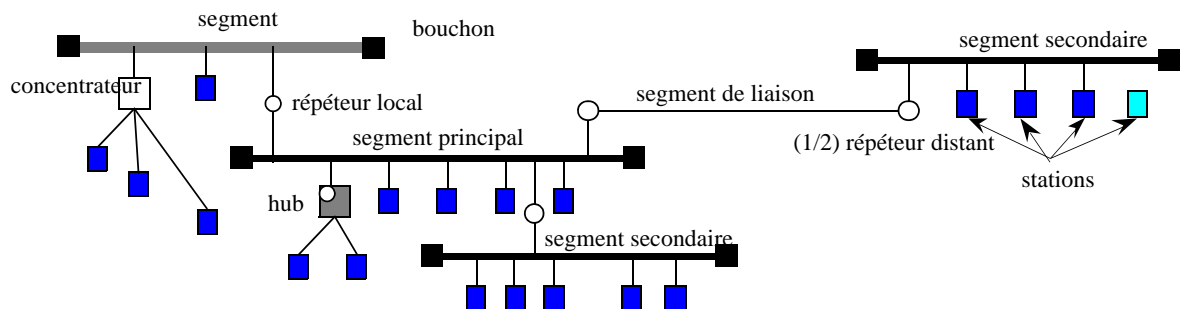 segment
bouchon
segment secondaire
concentrateur
segment de liaison
répéteur local
segment principal
(1/2) répéteur distant
stations
hub
segment secondaire